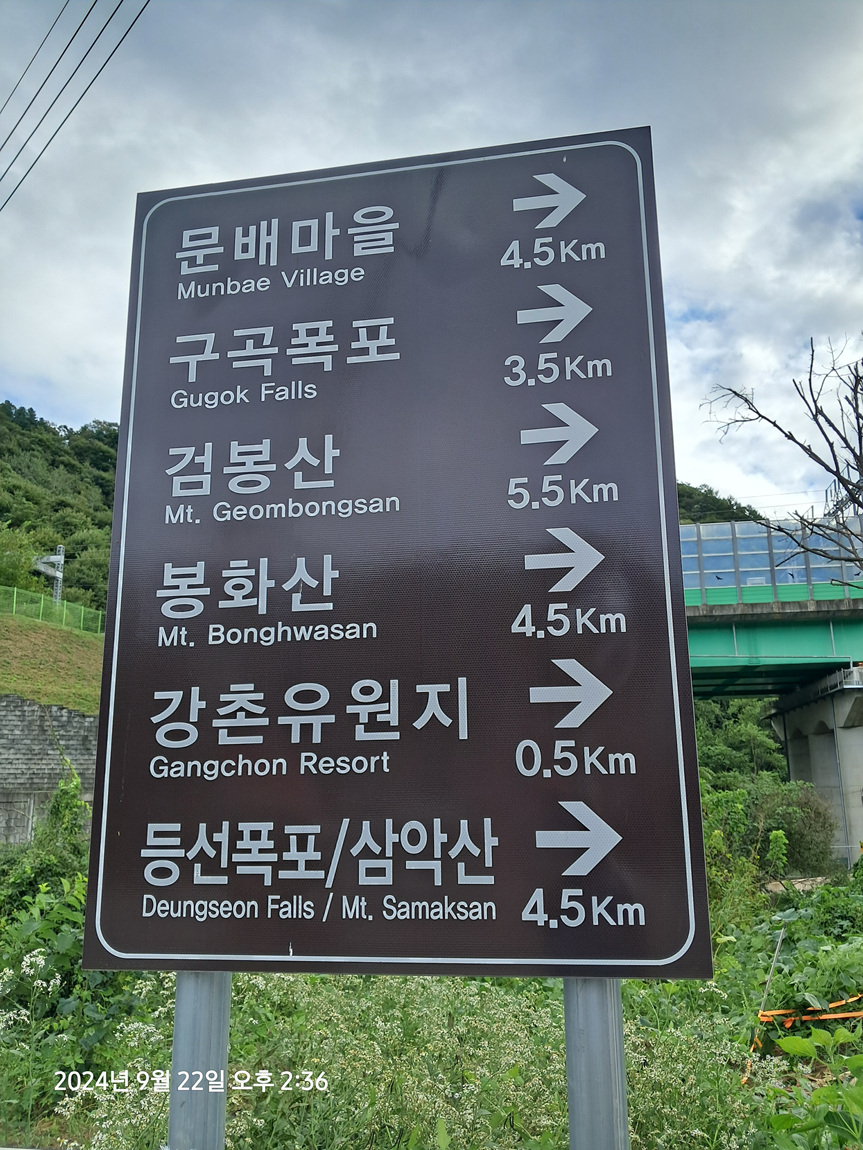 문배마을
Munbae Village
→
4.5Km
구곡폭포
Gugok Falls
→
3.5Km
검봉산
Mt. Geombongsan
→
5.5Km
봉화산
Mt. Bonghwasan
→
4.5Km
강촌유원지
Gangchon Resort
→
0.5Km
등선폭포/삼악산
Deungseon Falls / Mt. Samaksan
→
4.5Km
2024년 9월 22일 오후 2:36